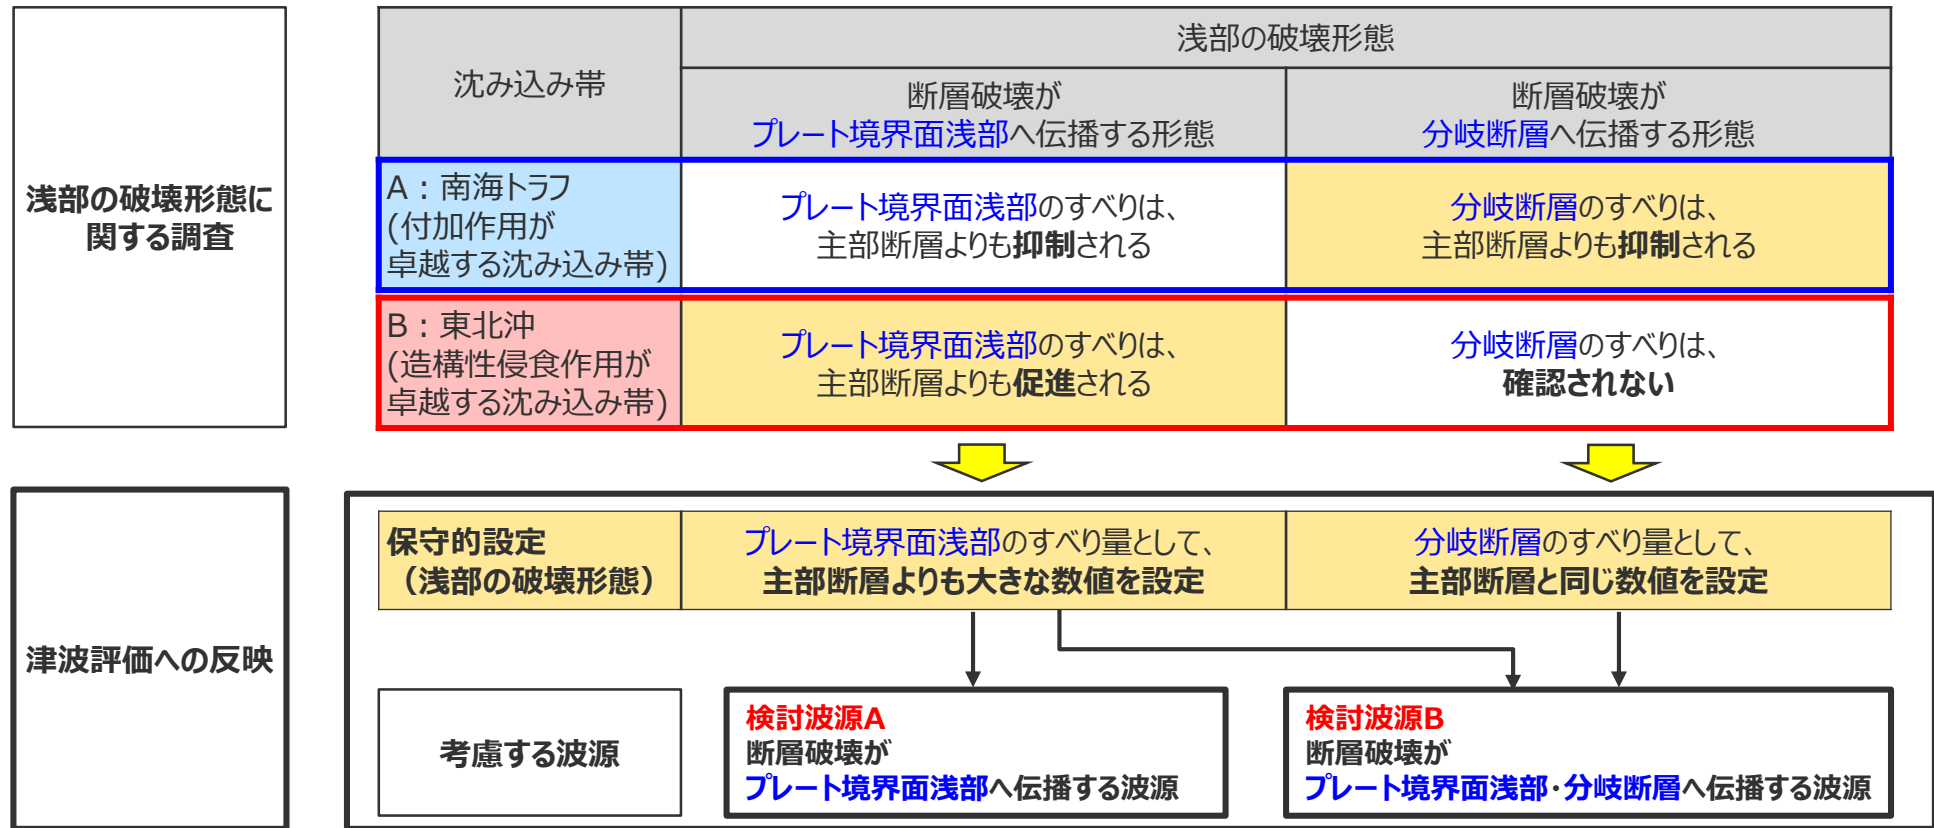 浅部の破壊形態に
関する調査
沈み込み帯
浅部の破壊形態
断層破壊が
プレート境界面浅部へ伝播する形態
断層破壊が
分岐断層へ伝播する形態
A：南海トラフ
(付加作用が
卓越する沈み込み帯)
プレート境界面浅部のすべりは、
主部断層よりも抑制される
分岐断層のすべりは、
主部断層よりも抑制される
B：東北沖
(造構性侵食作用が
卓越する沈み込み帯)
プレート境界面浅部のすべりは、
主部断層よりも促進される
分岐断層のすべりは、
確認されない
津波評価への反映
保守的設定
（浅部の破壊形態）
プレート境界面浅部のすべり量として、
主部断層よりも大きな数値を設定
分岐断層のすべり量として、
主部断層と同じ数値を設定
考慮する波源
検討波源A
断層破壊が
プレート境界面浅部へ伝播する波源
検討波源B
断層破壊が
プレート境界面浅部・分岐断層へ伝播する波源